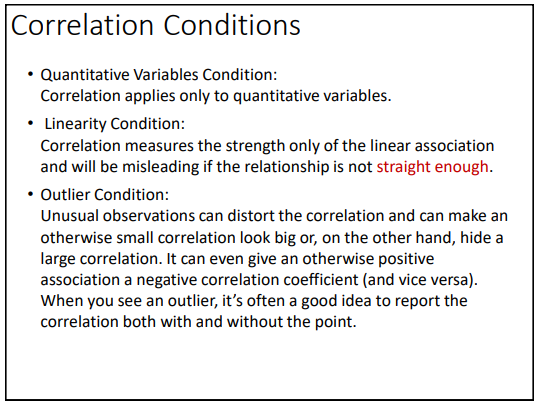 Correlation Conditions
• Quantitative Variables Condition:
Correlation applies only to quantitative variables.
• Linearity Condition:
Correlation measures the strength only of the linear association
and will be misleading if the relationship is not straight enough.
• Outlier Condition:
Unusual observations can distort the correlation and can make an
otherwise small correlation look big or, on the other hand, hide a
large correlation. It can even give an otherwise positive
association a negative correlation coefficient (and vice versa).
When you see an outlier, it’s often a good idea to report the
correlation both with and without the point.